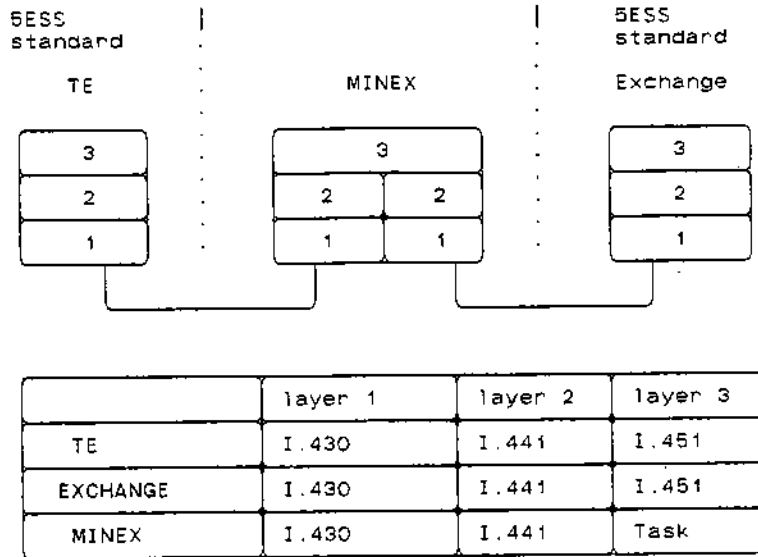 5ESS 5ESS
standard standard
TE MINEX Exchange
3 3 3
2 2 2 2
1 1 1 1
layer 1 layer 2 layer 3
TE I.430 I.441 I.451
EXCHANGE I.430 I.441 I.451
MINEX I.430 I.441 Task